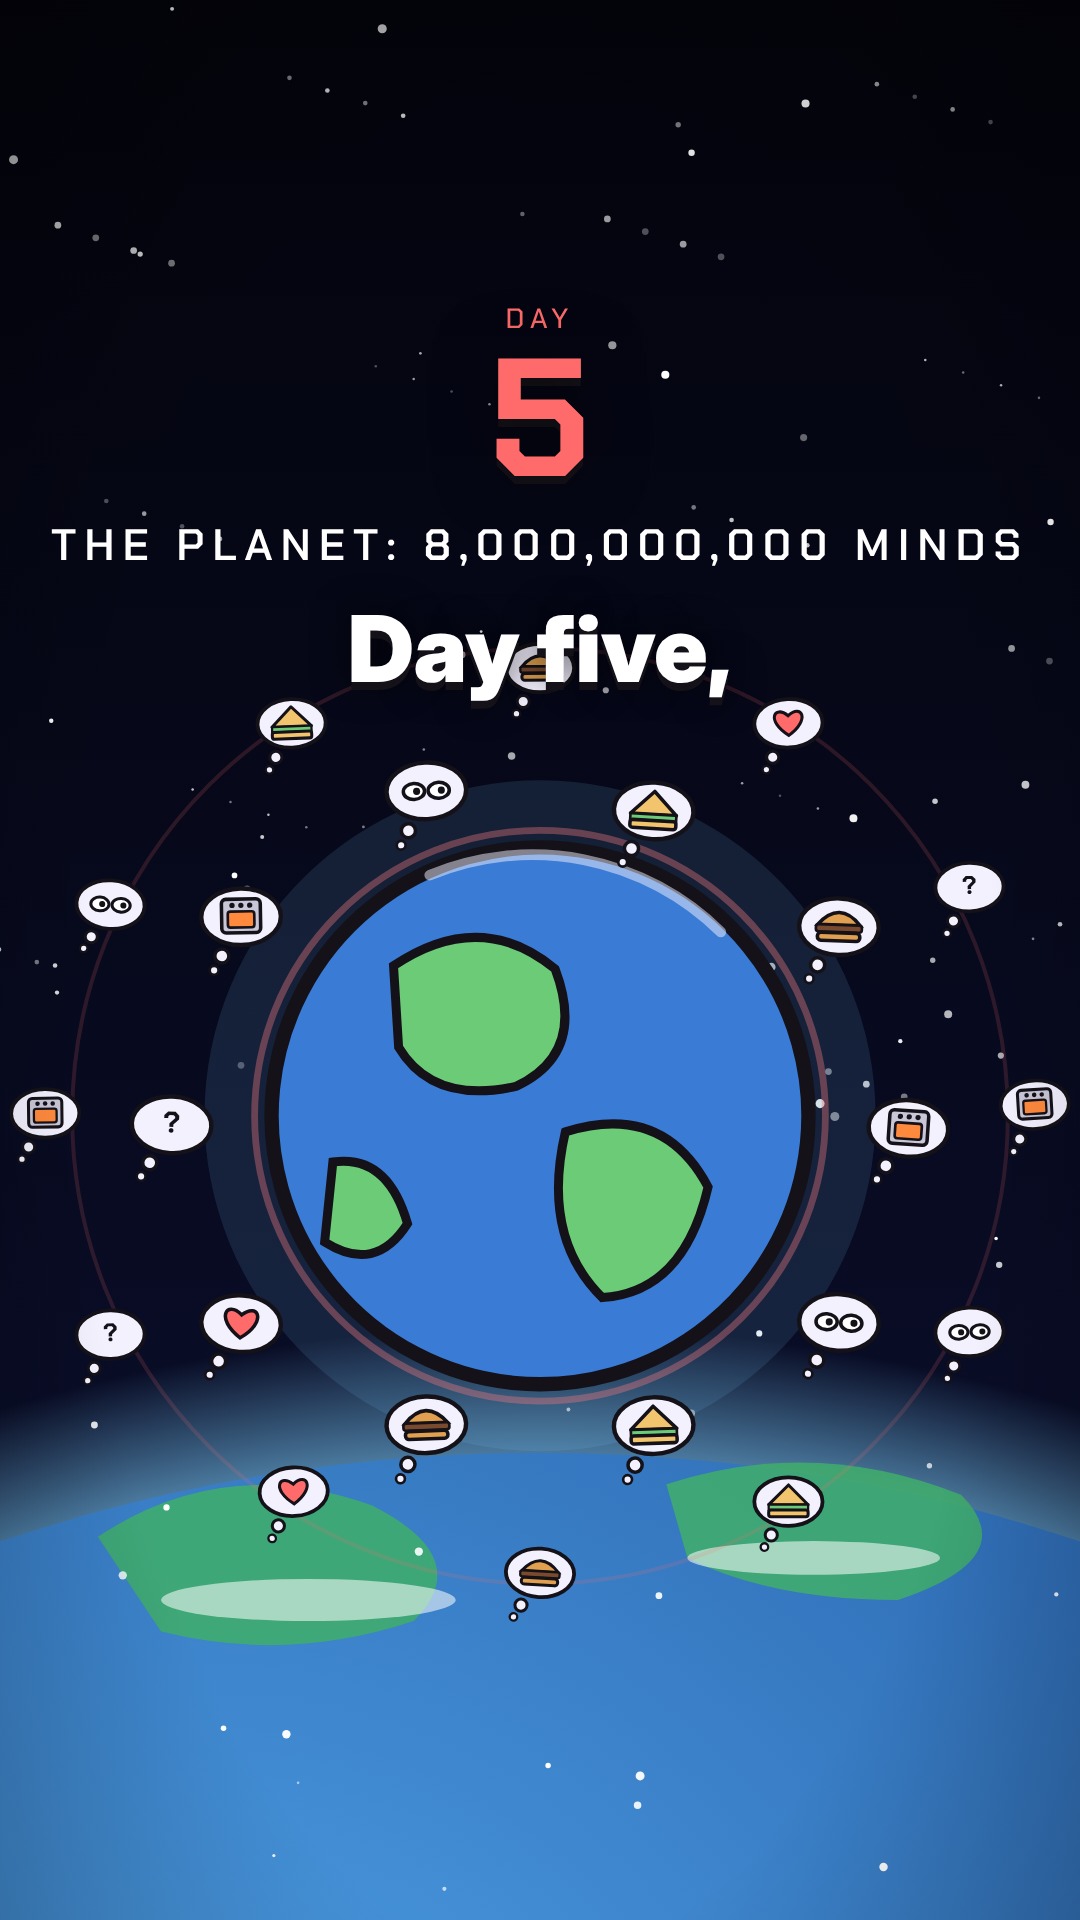 DAY
5
THE PLANET: 8,000,000,000 MINDS
Day five,
?
?
?